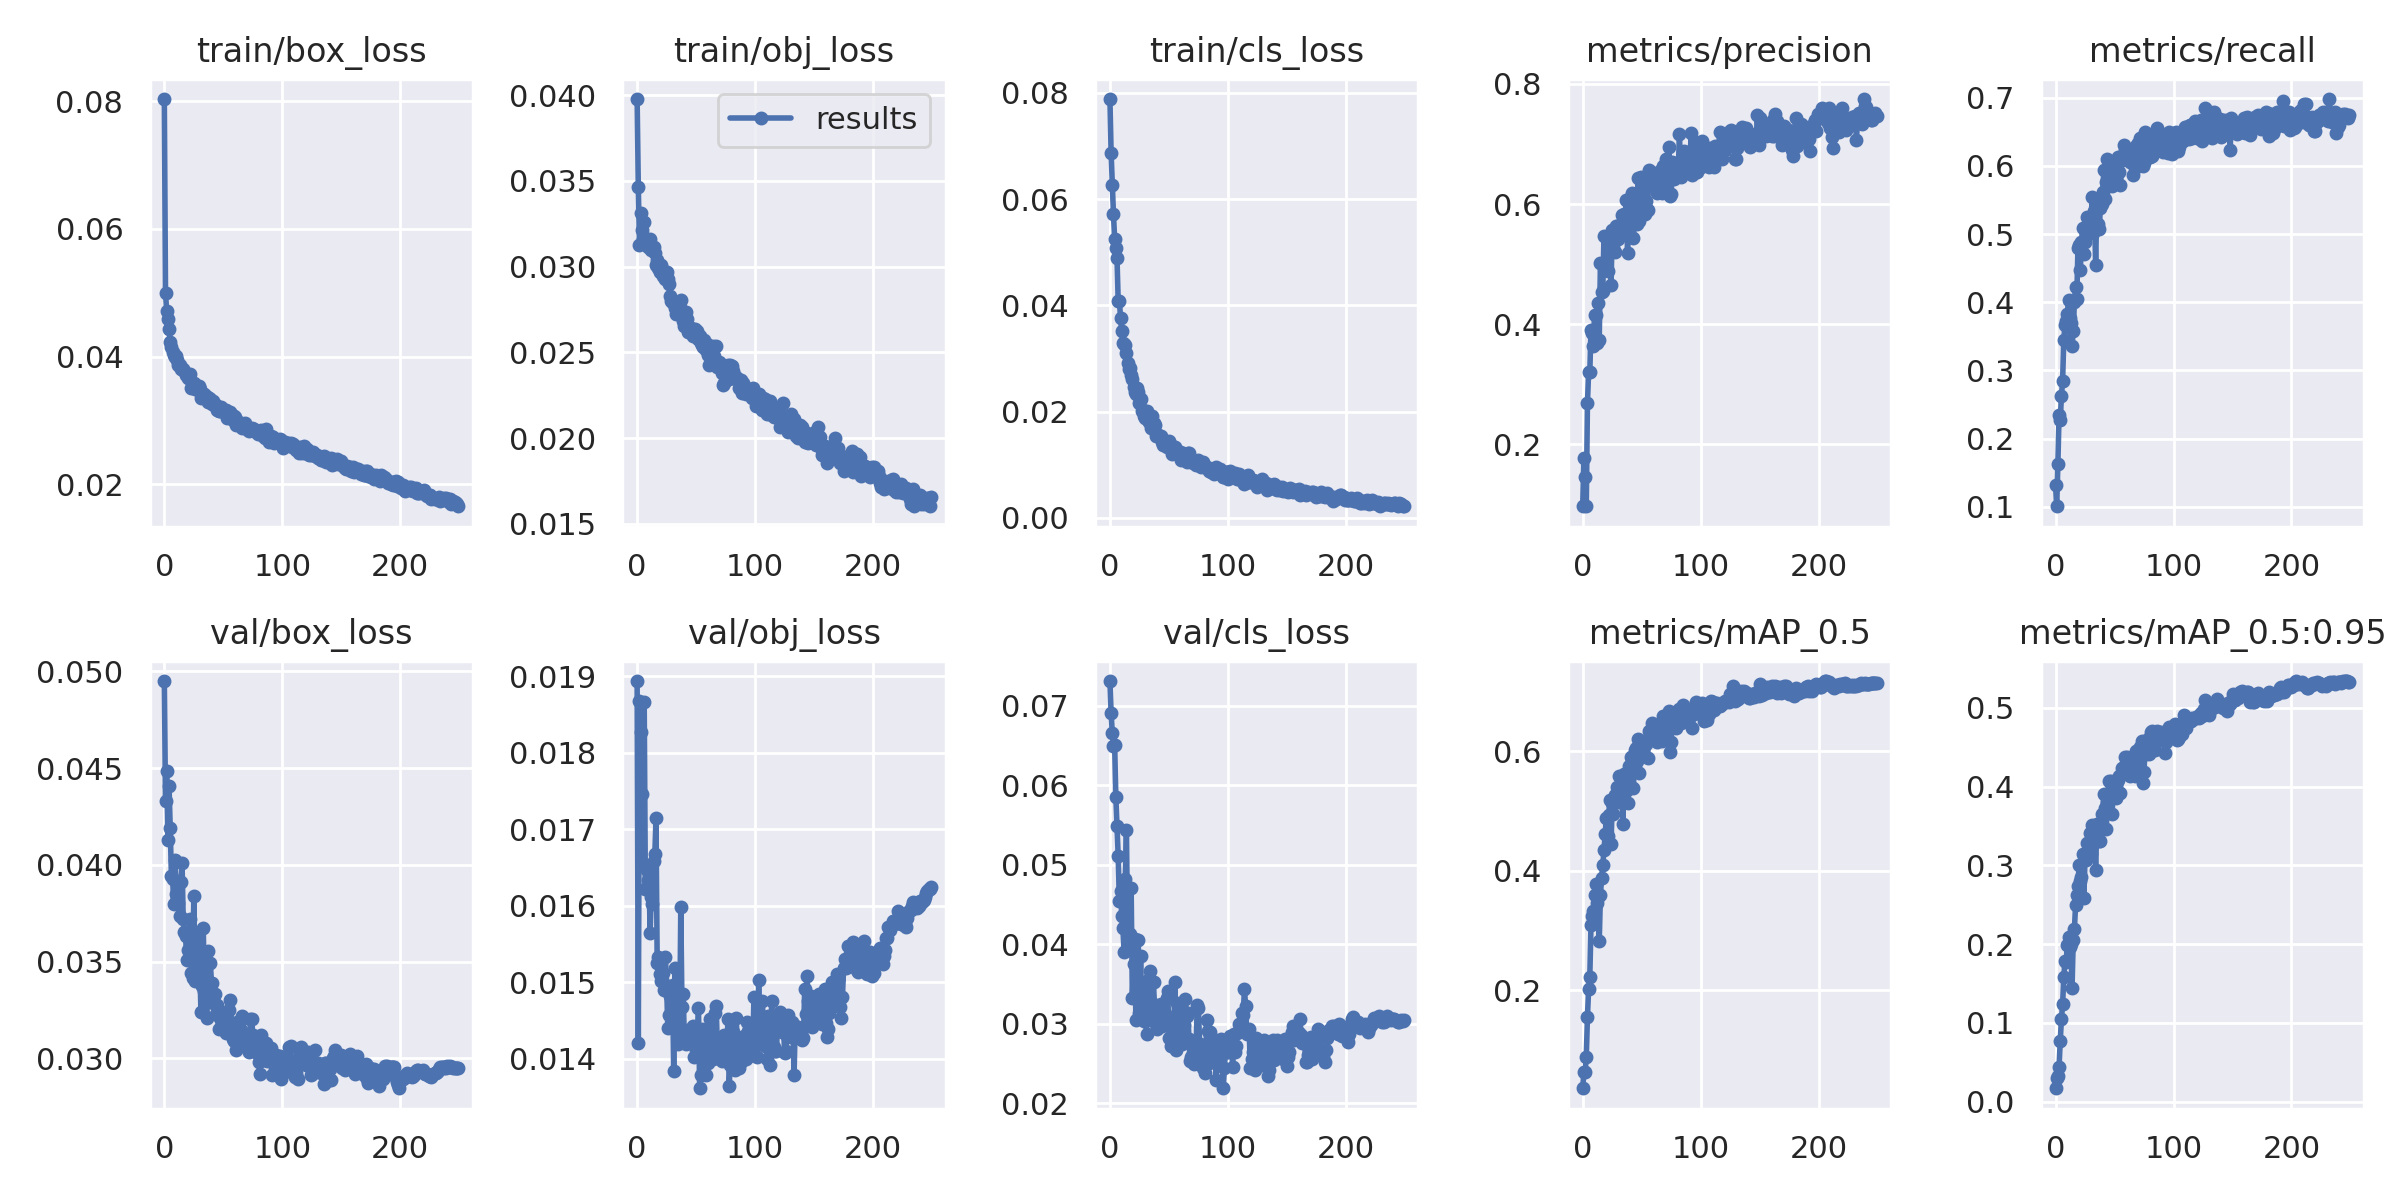 train/box_loss
0.08
0.06
0.04
0.02
0 100 200
train/obj_loss
results
0.040
0.035
0.030
0.025
0.020
0.015
0 100 200
train/cls_loss
0.08
0.06
0.04
0.02
0.00
0 100 200
metrics/precision
0.8
0.6
0.4
0.2
0 100 200
metrics/recall
0.7
0.6
0.5
0.4
0.3
0.2
0.1
0 100 200
val/box_loss
0.050
0.045
0.040
0.035
0.030
0 100 200
val/obj_loss
0.019
0.018
0.017
0.016
0.015
0.014
0 100 200
val/cls_loss
0.07
0.06
0.05
0.04
0.03
0.02
0 100 200
metrics/mAP_0.5
0.6
0.4
0.2
0 100 200
metrics/mAP_0.5:0.95
0.5
0.4
0.3
0.2
0.1
0.0
0 100 200